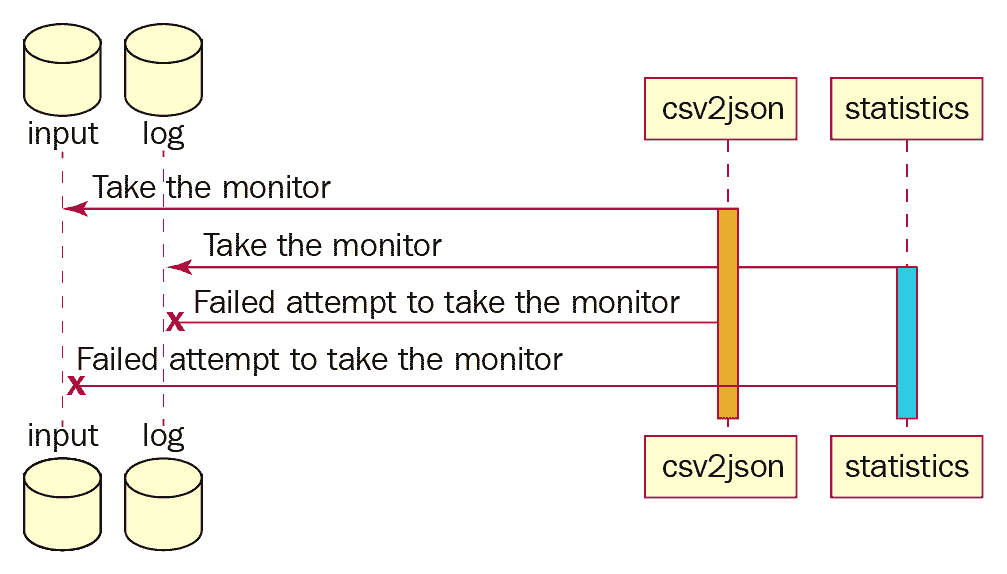 input
log
csv2json
statistics
Take the monitor
Take the monitor
Failed attempt to take the monitor
Failed attempt to take the monitor
input
log
csv2json
statistics